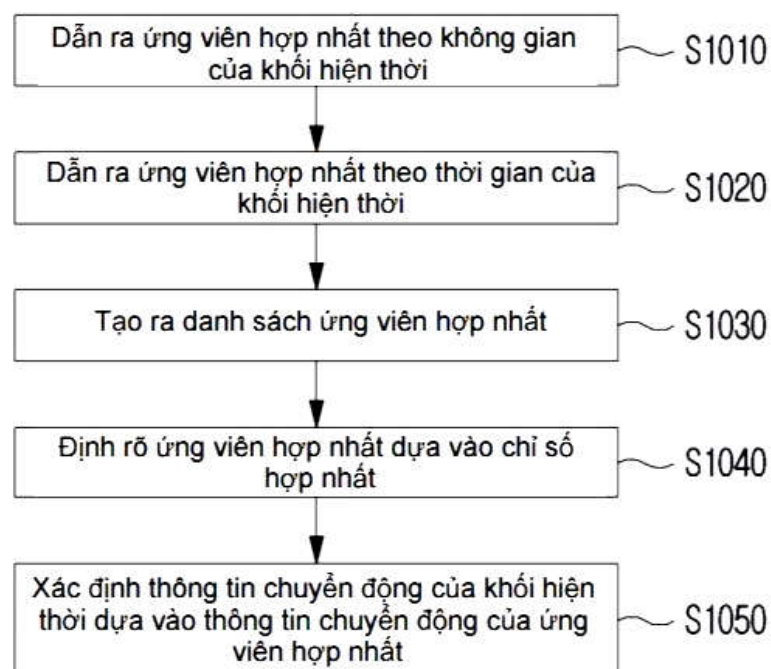 Dẫn ra ứng viên hợp nhất theo không gian
của khối hiện thời
S1010
Dẫn ra ứng viên hợp nhất theo thời gian của
khối hiện thời
S1020
Tạo ra danh sách ứng viên hợp nhất
S1030
Định rõ ứng viên hợp nhất dựa vào chỉ số
hợp nhất
S1040
Xác định thông tin chuyển động của khối hiện
thời dựa vào thông tin chuyển động của ứng
viên hợp nhất
S1050